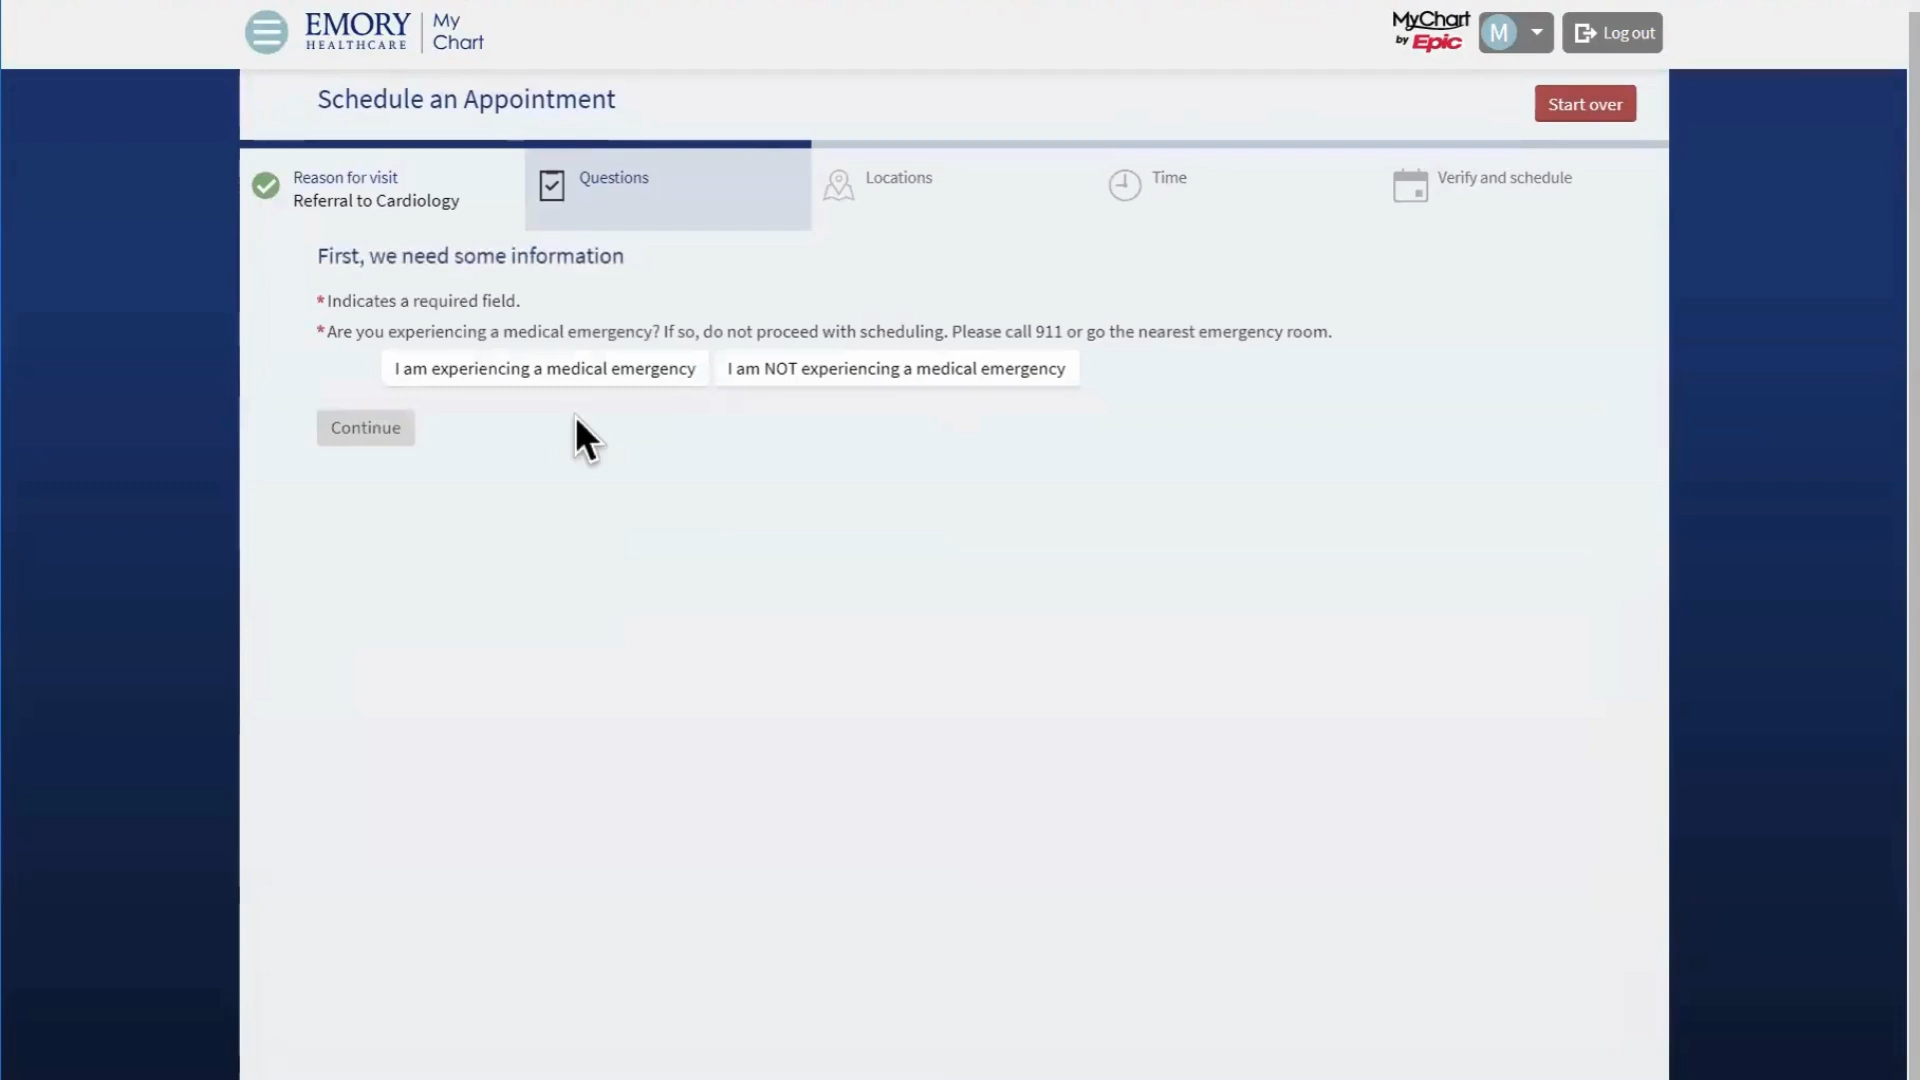 EMORY
HEALTHCARE
My
Chart
MyChart
by Epic
M
Log out
Schedule an Appointment
Start over
Reason for visit
Referral to Cardiology
Questions
Locations
Time
Verify and schedule
First, we need some information
*Indicates a required field.
*Are you experiencing a medical emergency? If so, do not proceed with scheduling. Please call 911 or go the nearest emergency room.
I am experiencing a medical emergency
I am NOT experiencing a medical emergency
Continue